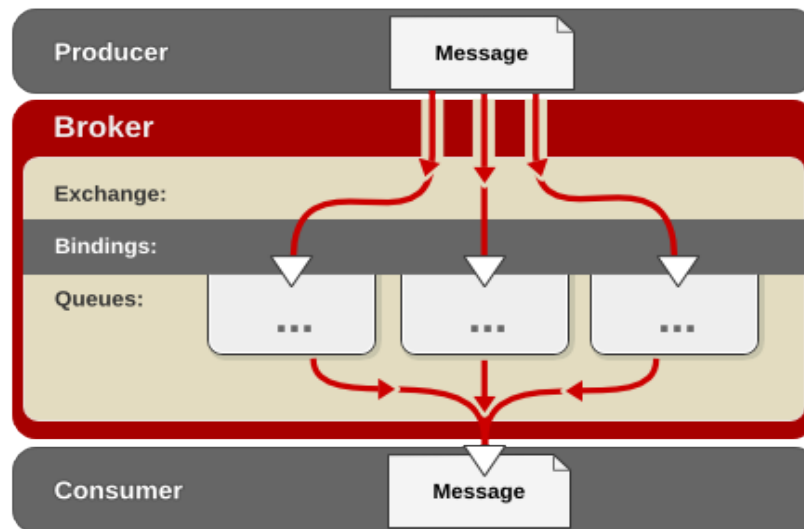 Producer
Message
Broker
Exchange:
Bindings:
Queues:
... ... ...
Consumer
Message